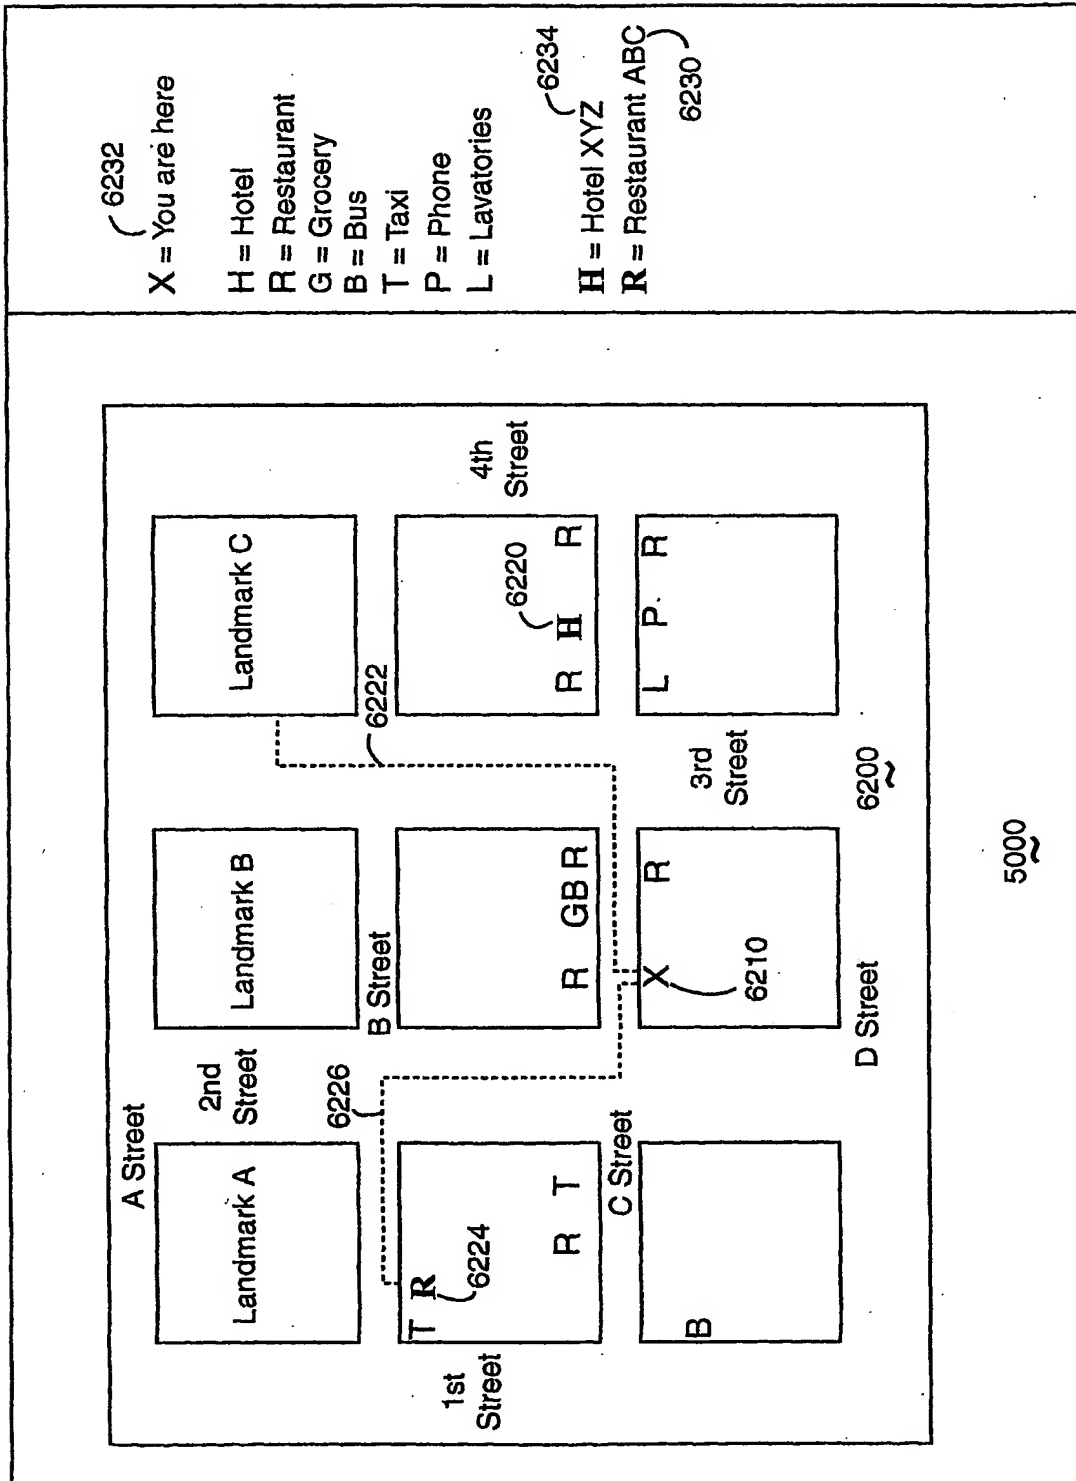 A Street
Landmark A
2nd
Street
Landmark B
Landmark C
B Street
6226
6222
1st
Street
T R
6224
R T
R GB R
R H R
6220
4th
Street
C Street
B
X
6210
R
L P R
3rd
Street
D Street
6200
5000
6232
X = You are here
H = Hotel
R = Restaurant
G = Grocery
B = Bus
T = Taxi
P = Phone
L = Lavatories
6234
H = Hotel XYZ
R = Restaurant ABC
6230